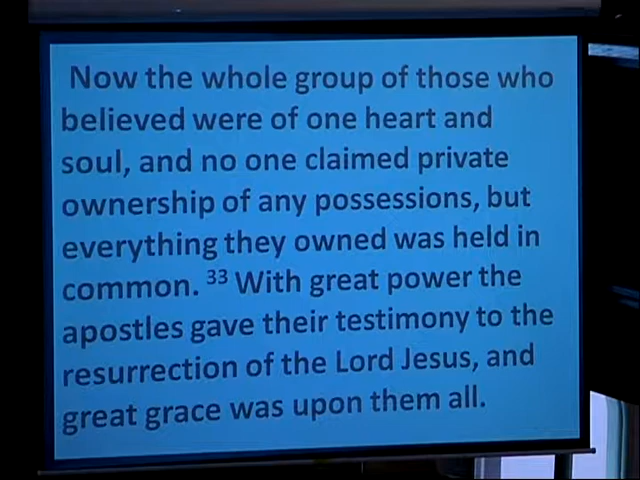 Now the whole group of those who
believed were of one heart and
soul, and no one claimed private
ownership of any possessions, but
everything they owned was held in
common. ³³ With great power the
apostles gave their testimony to the
resurrection of the Lord Jesus, and
great grace was upon them all.